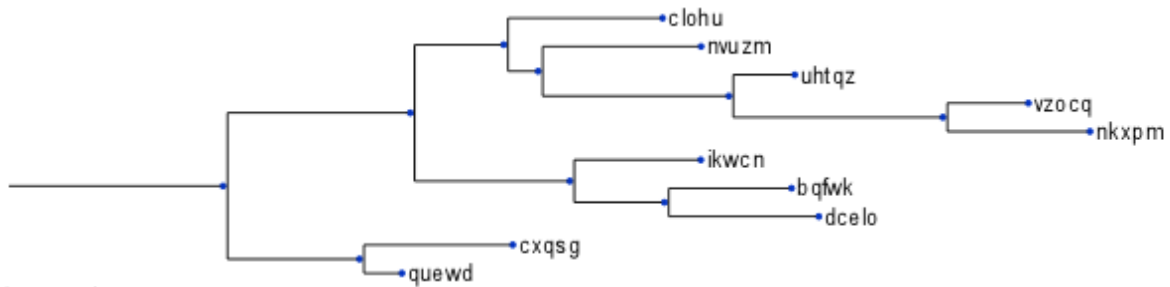 clohu
nvuzm
uhtqz
vzocq
nkxpm
ikwcn
bqfwk
dcelo
cxqsg
quewd